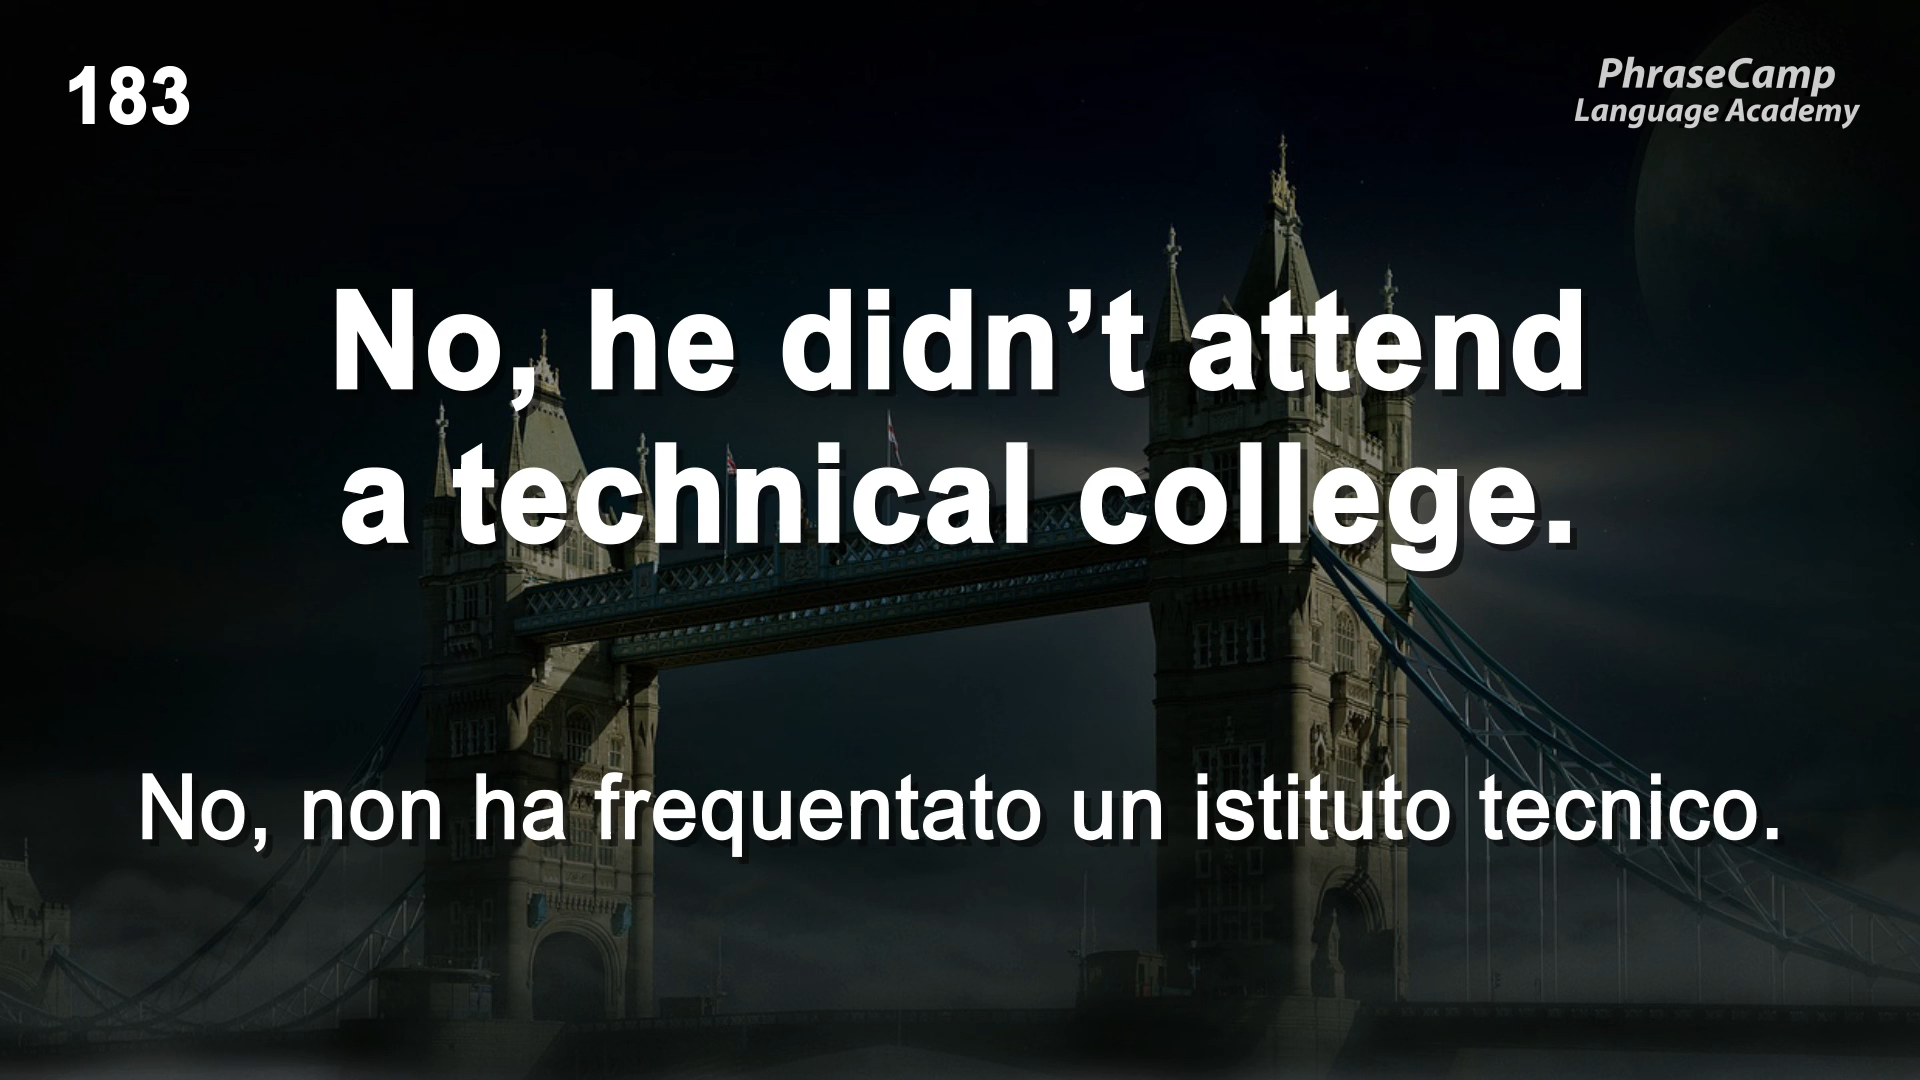 183
PhraseCamp
Language Academy
No, he didn’t attend
a technical college.
No, non ha frequentato un istituto tecnico.